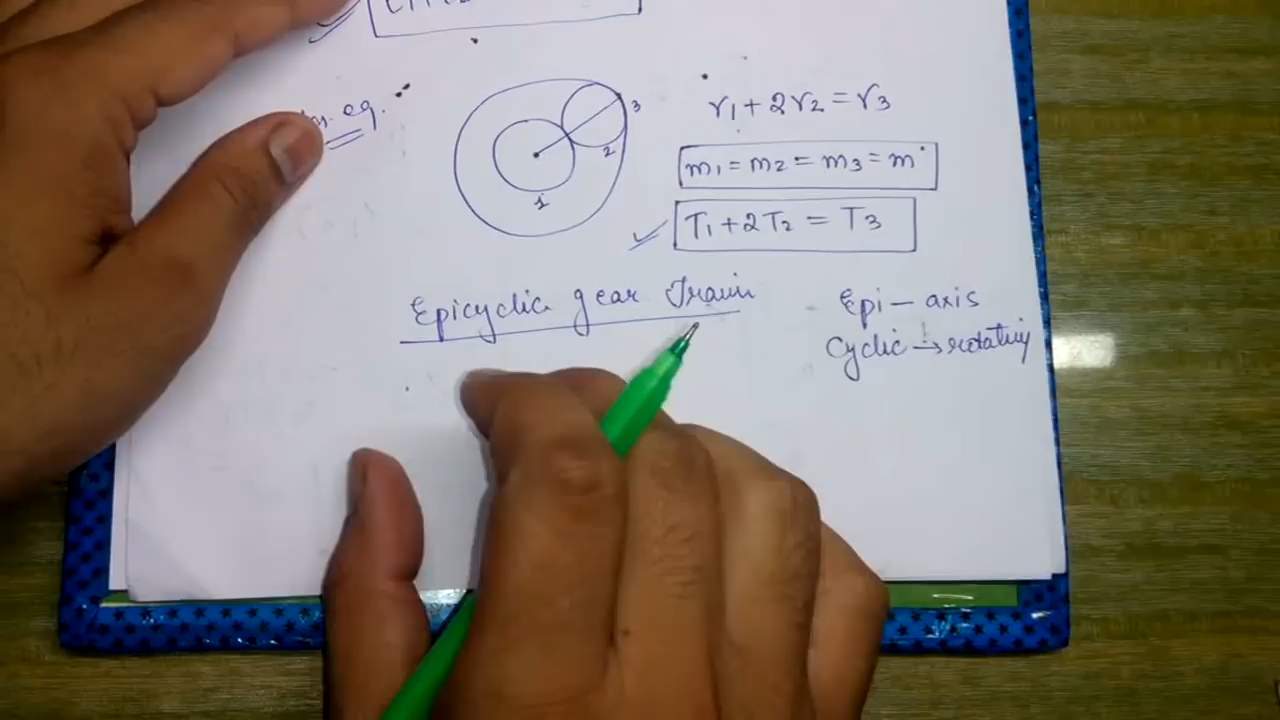 eq.
3
2
1
r1 + 2r2 = r3
m1 = m2 = m3 = m
T1 + 2T2 = T3
Epicyclic gear Train
Epi — axis
Cyclic → rotating